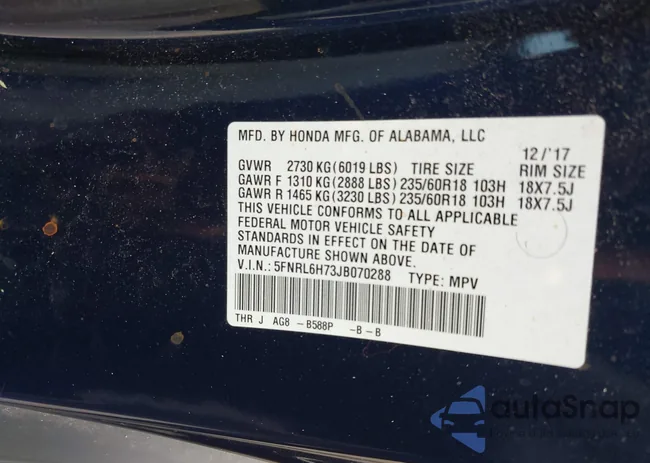 MFD. BY HONDA MFG. OF ALABAMA, LLC
12/'17
GVWR 2730 KG(6019 LBS) TIRE SIZE RIM SIZE
GAWR F 1310 KG(2888 LBS)235/60R18 103H 18X7.5J
GAWR R 1465 KG(3230 LBS)235/60R18 103H 18X7.5J
THIS VEHICLE CONFORMS TO ALL APPLICABLE
FEDERAL MOTOR VEHICLE SAFETY
STANDARDS IN EFFECT ON THE DATE OF
MANUFACTURE SHOWN ABOVE.
V.I.N.: 5FNRL6H73JB070288 TYPE: MPV
THR J AG8 -B588P -B-B
autoSnap